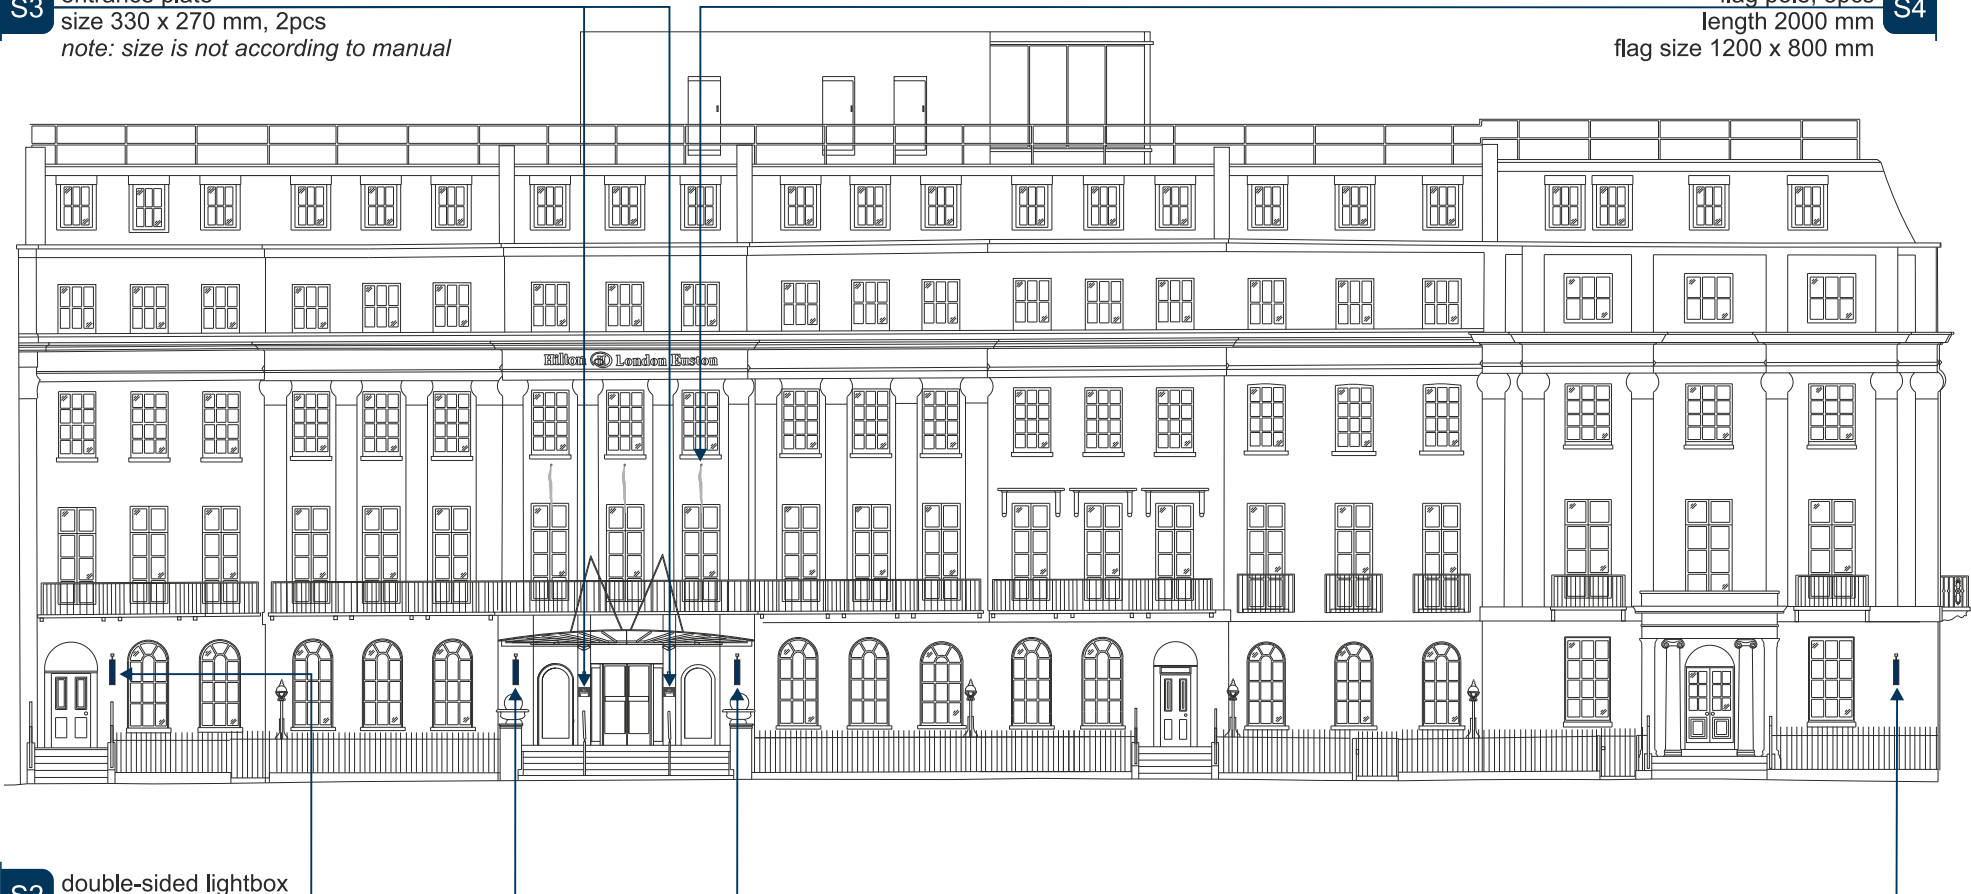 S3
size 330 x 270 mm, 2pcs
note: size is not according to manual
S4
length 2000 mm
flag size 1200 x 800 mm
Hilton London Euston
double-sided lightbox